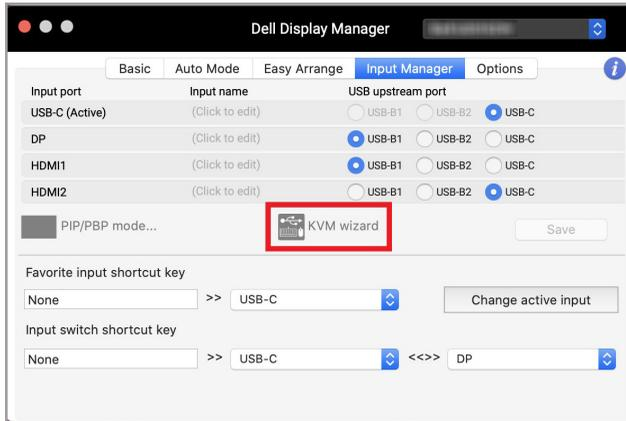 Dell Display Manager
Basic Auto Mode Easy Arrange Input Manager Options i
Input port Input name USB upstream port
USB-C (Active) (Click to edit) USB-B1 USB-B2 USB-C
DP (Click to edit) USB-B1 USB-B2 USB-C
HDMI1 (Click to edit) USB-B1 USB-B2 USB-C
HDMI2 (Click to edit) USB-B1 USB-B2 USB-C
PIP/PBP mode... KVM wizard Save
Favorite input shortcut key
None >> USB-C Change active input
Input switch shortcut key
None >> USB-C <<>> DP